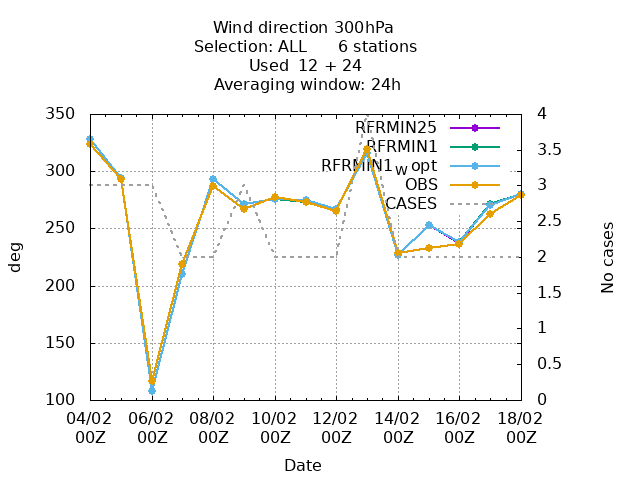 Wind direction 300hPa
Selection: ALL 6 stations
Used 12 + 24
Averaging window: 24h
350 4
RFRMIN25
3.5
RFRMIN1
RFRMIN1w opt
300 3
OBS
CASES
250 2.5
deg
No cases
200 2
1.5
150 1
0.5
100 0
04/02 06/02 08/02 10/02 12/02 14/02 16/02 18/02
00Z 00Z 00Z 00Z 00Z 00Z 00Z 00Z
Date